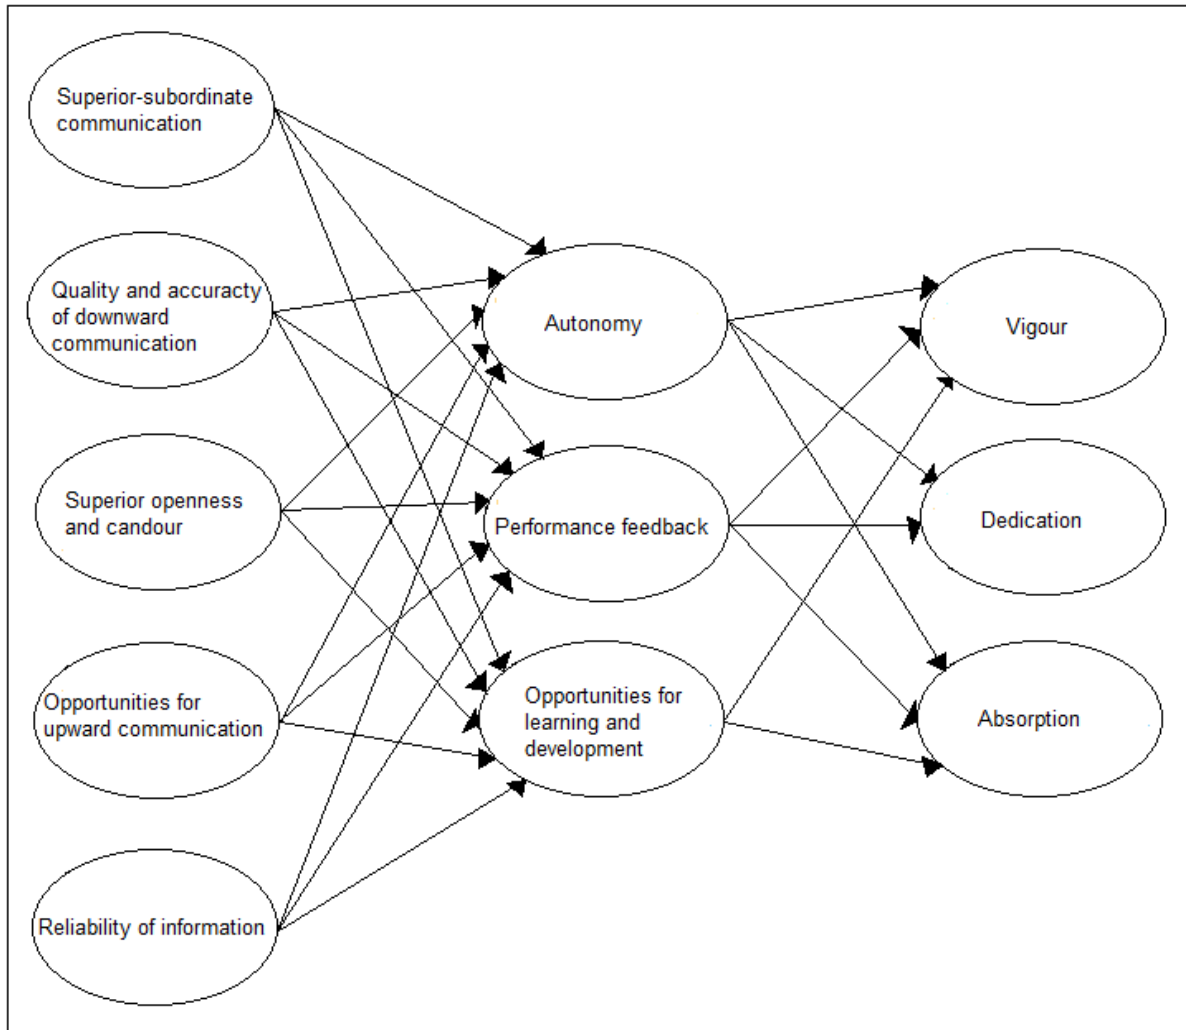 Superior-subordinate
communication
Quality and accuracty
of downward
communication
Superior openness
and candour
Opportunities for
upward communication
Reliability of information
Autonomy
Performance feedback
Opportunities for
learning and
development
Vigour
Dedication
Absorption